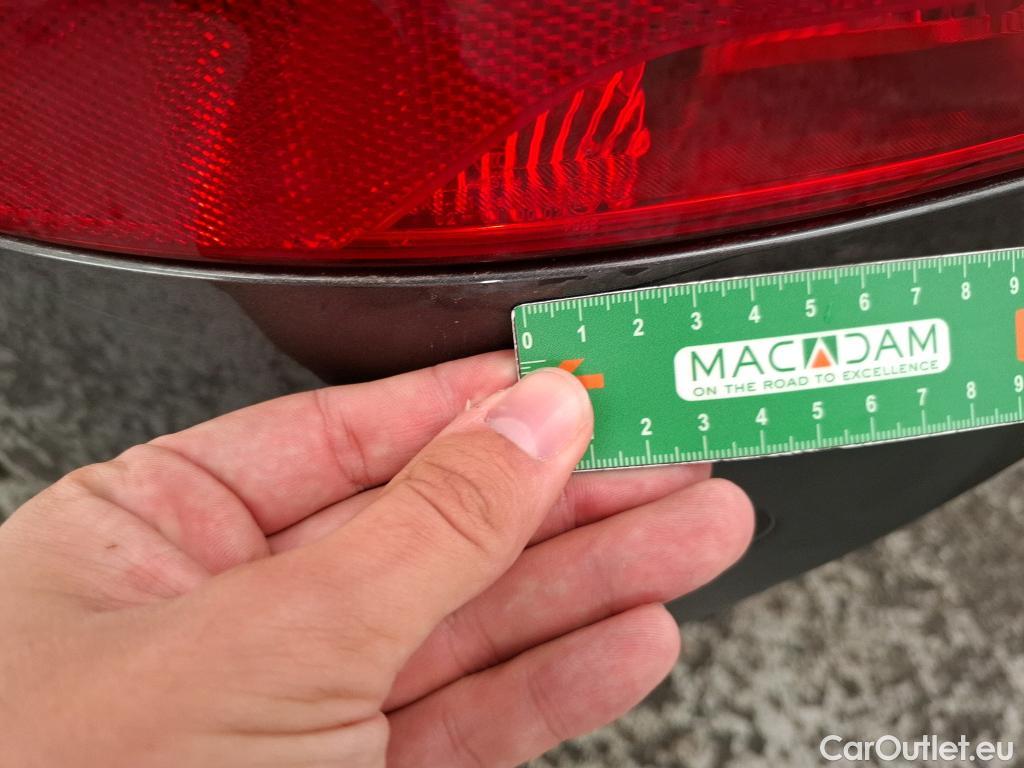 0 1 2 3 4 5 6 7 8 9
MACADAM
ON THE ROAD TO EXCELLENCE
2 3 4 5 6 7 8 9
CarOutlet.eu